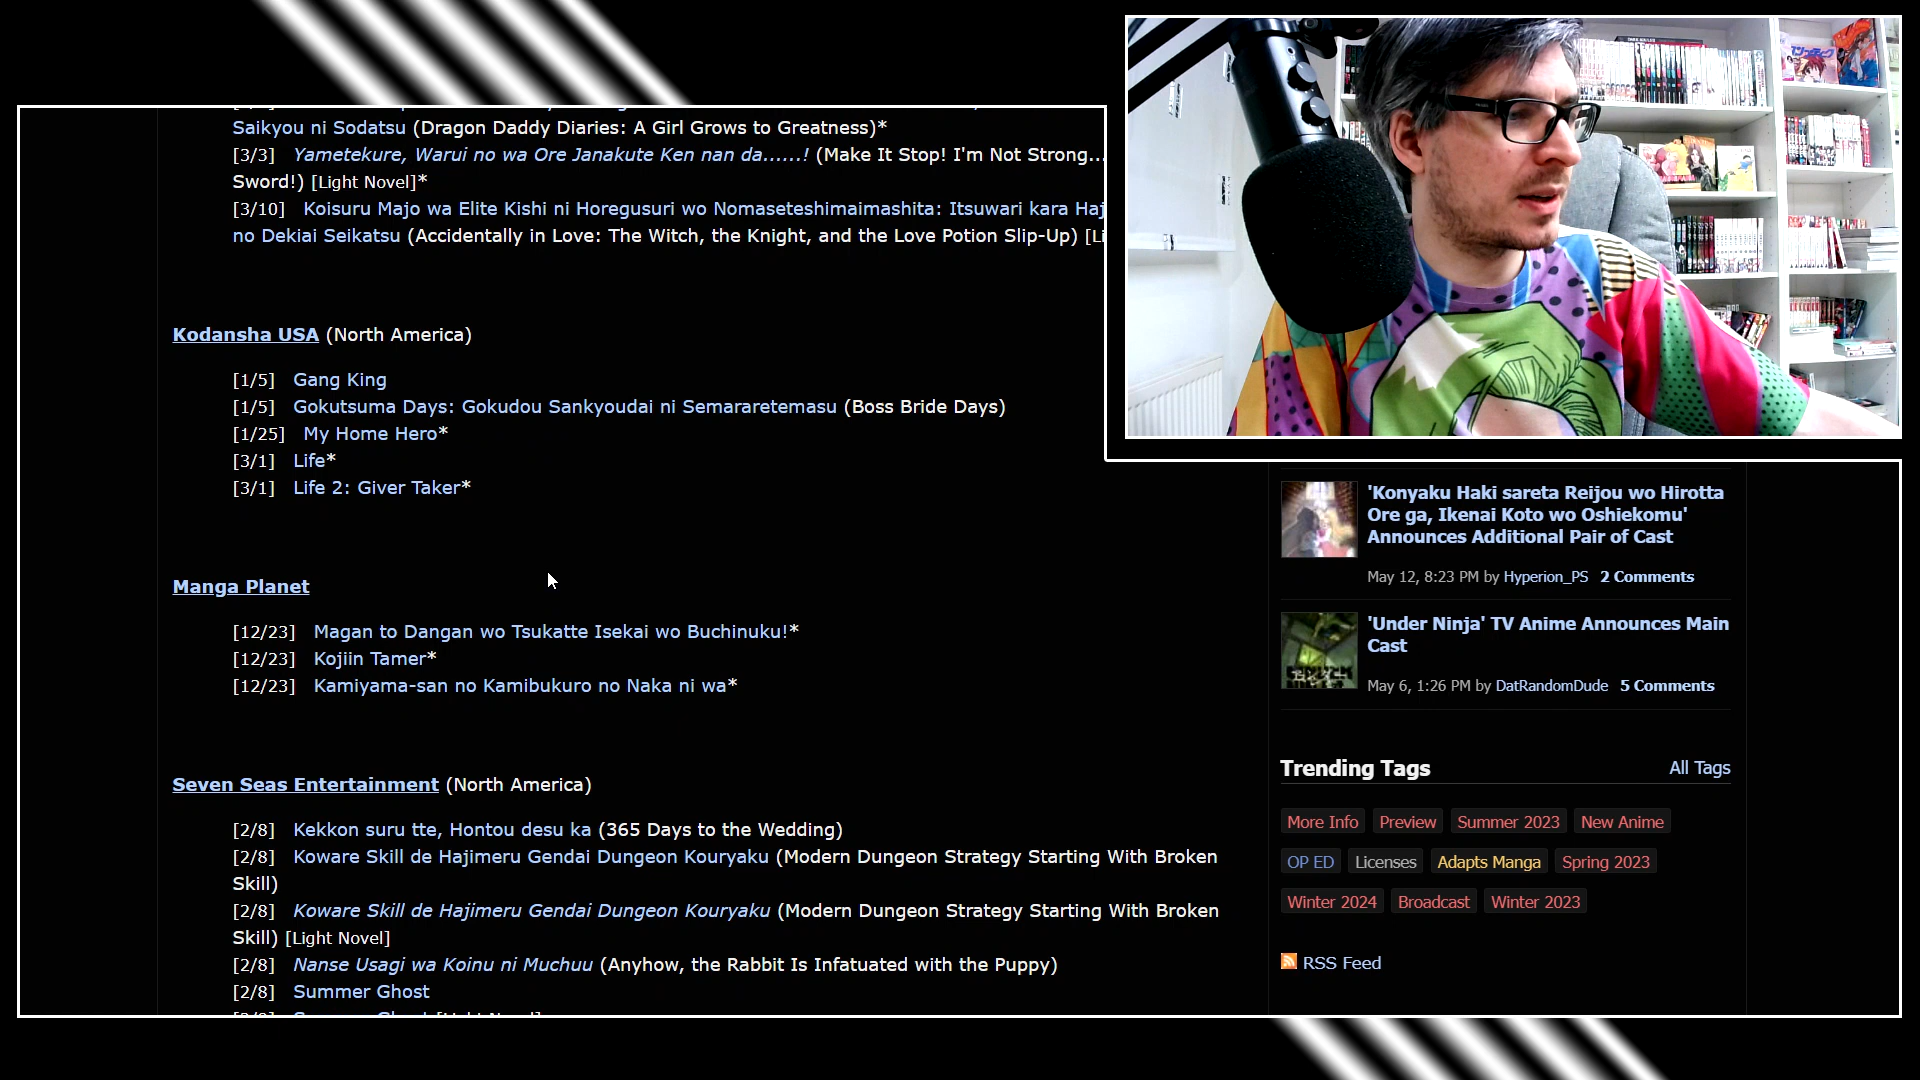 Saikyou ni Sodatsu (Dragon Daddy Diaries: A Girl Grows to Greatness)*
[3/3] Yametekure, Warui no wa Ore Janakute Ken nan da......! (Make It Stop! I'm Not Strong...
Sword!) [Light Novel]*
[3/10] Koisuru Majo wa Elite Kishi ni Horegusuri wo Nomaseteshimaimashita: Itsuwari kara Haj
no Dekiai Seikatsu (Accidentally in Love: The Witch, the Knight, and the Love Potion Slip-Up) [Li
Kodansha USA (North America)
[1/5] Gang King
[1/5] Gokutsuma Days: Gokudou Sankyoudai ni Semararetemasu (Boss Bride Days)
[1/25] My Home Hero*
[3/1] Life*
[3/1] Life 2: Giver Taker*
Manga Planet
[12/23] Magan to Dangan wo Tsukatte Isekai wo Buchinuku!*
[12/23] Kojiin Tamer*
[12/23] Kamiyama-san no Kamibukuro no Naka ni wa*
Seven Seas Entertainment (North America)
[2/8] Kekkon suru tte, Hontou desu ka (365 Days to the Wedding)
[2/8] Koware Skill de Hajimeru Gendai Dungeon Kouryaku (Modern Dungeon Strategy Starting With Broken
Skill)
[2/8] Koware Skill de Hajimeru Gendai Dungeon Kouryaku (Modern Dungeon Strategy Starting With Broken
Skill) [Light Novel]
[2/8] Nanse Usagi wa Koinu ni Muchuu (Anyhow, the Rabbit Is Infatuated with the Puppy)
[2/8] Summer Ghost
'Konyaku Haki sareta Reijou wo Hirotta
Ore ga, Ikenai Koto wo Oshiekomu'
Announces Additional Pair of Cast
May 12, 8:23 PM by Hyperion_PS 2 Comments
'Under Ninja' TV Anime Announces Main
Cast
May 6, 1:26 PM by DatRandomDude 5 Comments
Trending Tags All Tags
More Info Preview Summer 2023 New Anime
OP ED Licenses Adapts Manga Spring 2023
Winter 2024 Broadcast Winter 2023
RSS Feed